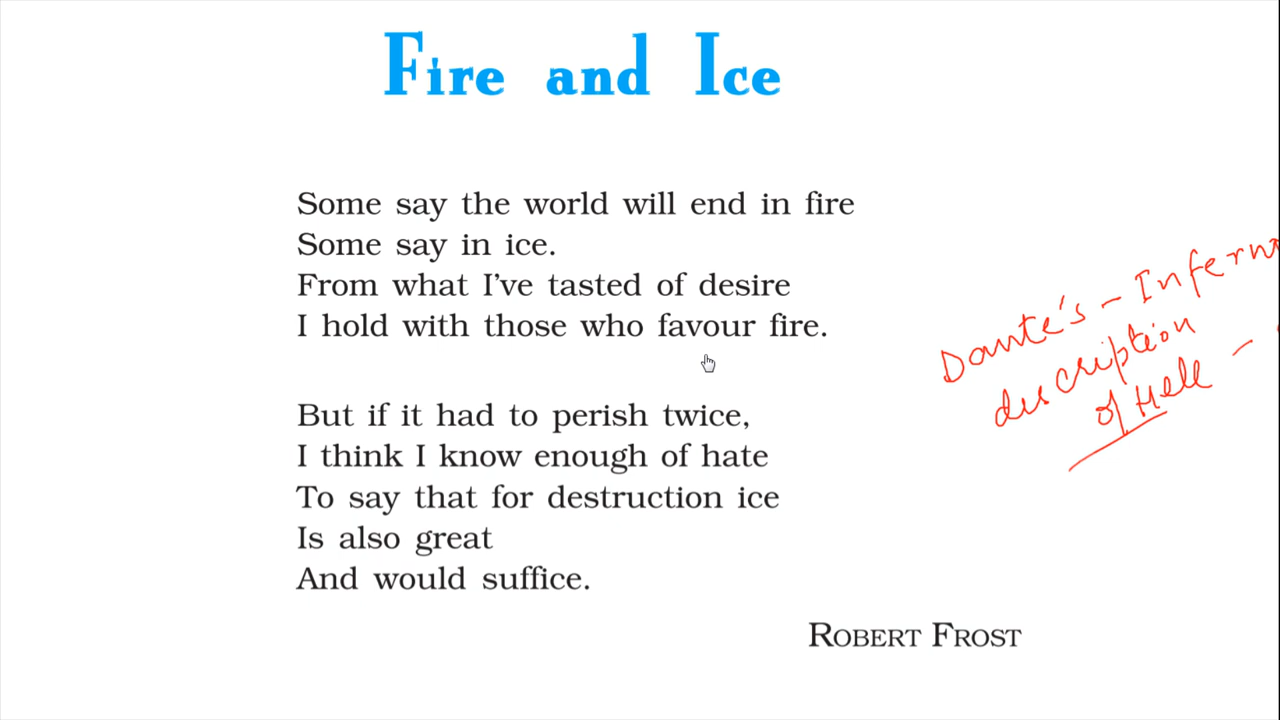 Fire and Ice
Some say the world will end in fire
Some say in ice.
From what I've tasted of desire
I hold with those who favour fire.
But if it had to perish twice,
I think I know enough of hate
To say that for destruction ice
Is also great
And would suffice.
ROBERT FROST
Dante's - Inferno
description
of Hell -